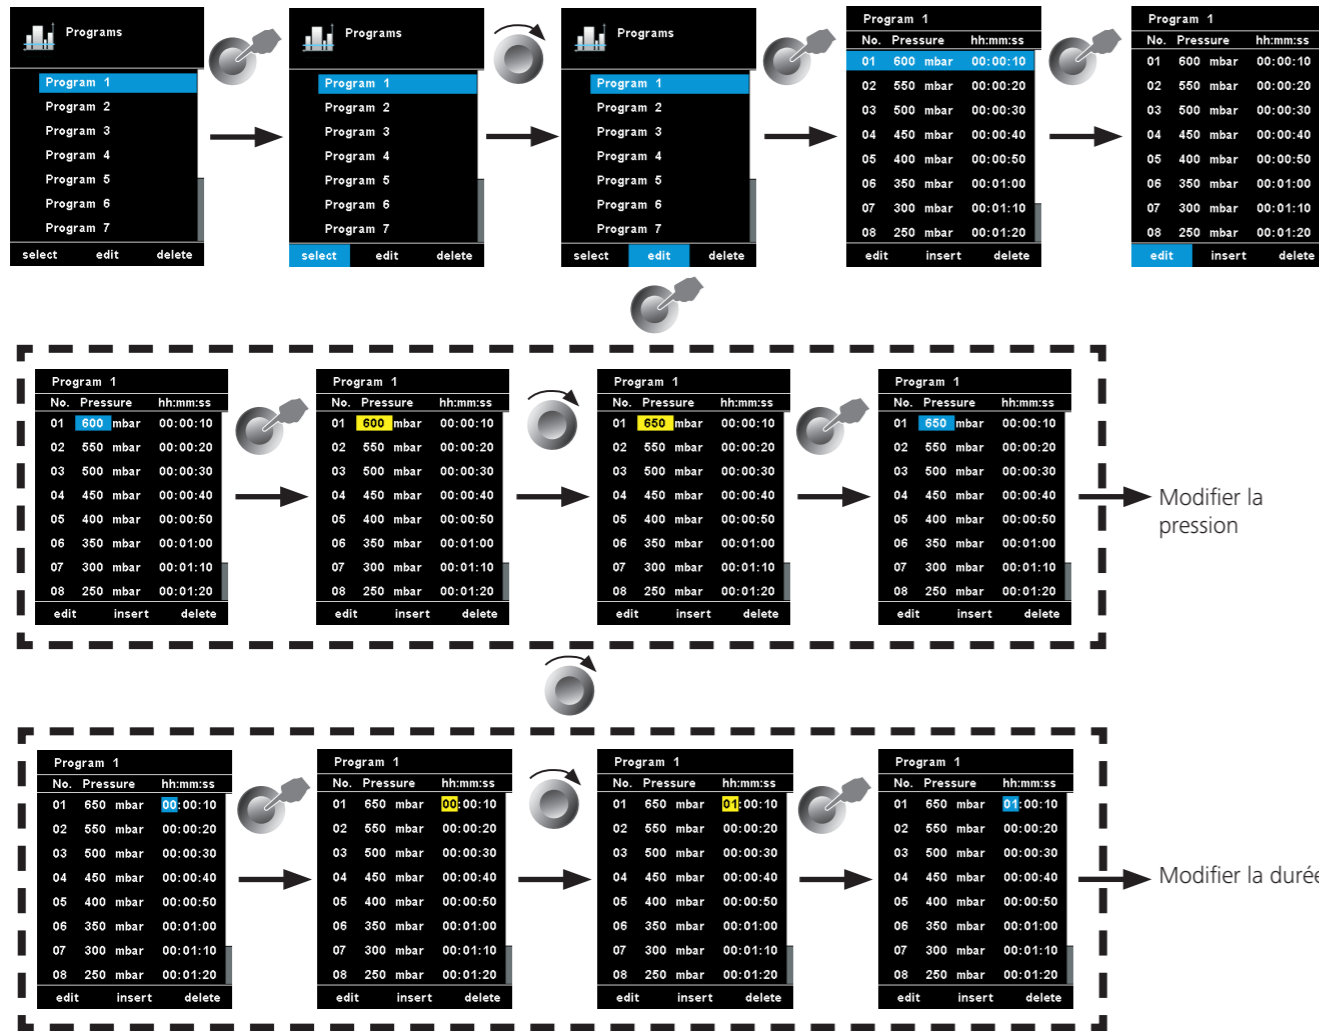 Programs
Program 1
Program 2
Program 3
Program 4
Program 5
Program 6
Program 7
select edit delete
Programs
Program 1
Program 2
Program 3
Program 4
Program 5
Program 6
Program 7
select edit delete
Programs
Program 1
Program 2
Program 3
Program 4
Program 5
Program 6
Program 7
select edit delete
Program 1
No. Pressure hh:mm:ss
01 600 mbar 00:00:10
02 550 mbar 00:00:20
03 500 mbar 00:00:30
04 450 mbar 00:00:40
05 400 mbar 00:00:50
06 350 mbar 00:01:00
07 300 mbar 00:01:10
08 250 mbar 00:01:20
edit insert delete
Program 1
No. Pressure hh:mm:ss
01 600 mbar 00:00:10
02 550 mbar 00:00:20
03 500 mbar 00:00:30
04 450 mbar 00:00:40
05 400 mbar 00:00:50
06 350 mbar 00:01:00
07 300 mbar 00:01:10
08 250 mbar 00:01:20
edit insert delete
Program 1
No. Pressure hh:mm:ss
01 600 mbar 00:00:10
02 550 mbar 00:00:20
03 500 mbar 00:00:30
04 450 mbar 00:00:40
05 400 mbar 00:00:50
06 350 mbar 00:01:00
07 300 mbar 00:01:10
08 250 mbar 00:01:20
edit insert delete
Program 1
No. Pressure hh:mm:ss
01 600 mbar 00:00:10
02 550 mbar 00:00:20
03 500 mbar 00:00:30
04 450 mbar 00:00:40
05 400 mbar 00:00:50
06 350 mbar 00:01:00
07 300 mbar 00:01:10
08 250 mbar 00:01:20
edit insert delete
Program 1
No. Pressure hh:mm:ss
01 650 mbar 00:00:10
02 550 mbar 00:00:20
03 500 mbar 00:00:30
04 450 mbar 00:00:40
05 400 mbar 00:00:50
06 350 mbar 00:01:00
07 300 mbar 00:01:10
08 250 mbar 00:01:20
edit insert delete
Program 1
No. Pressure hh:mm:ss
01 650 mbar 00:00:10
02 550 mbar 00:00:20
03 500 mbar 00:00:30
04 450 mbar 00:00:40
05 400 mbar 00:00:50
06 350 mbar 00:01:00
07 300 mbar 00:01:10
08 250 mbar 00:01:20
edit insert delete
Modifier la
pression
Program 1
No. Pressure hh:mm:ss
01 650 mbar 00:00:10
02 550 mbar 00:00:20
03 500 mbar 00:00:30
04 450 mbar 00:00:40
05 400 mbar 00:00:50
06 350 mbar 00:01:00
07 300 mbar 00:01:10
08 250 mbar 00:01:20
edit insert delete
Program 1
No. Pressure hh:mm:ss
01 650 mbar 00:00:10
02 550 mbar 00:00:20
03 500 mbar 00:00:30
04 450 mbar 00:00:40
05 400 mbar 00:00:50
06 350 mbar 00:01:00
07 300 mbar 00:01:10
08 250 mbar 00:01:20
edit insert delete
Program 1
No. Pressure hh:mm:ss
01 650 mbar 01:00:10
02 550 mbar 00:00:20
03 500 mbar 00:00:30
04 450 mbar 00:00:40
05 400 mbar 00:00:50
06 350 mbar 00:01:00
07 300 mbar 00:01:10
08 250 mbar 00:01:20
edit insert delete
Program 1
No. Pressure hh:mm:ss
01 650 mbar 01:00:10
02 550 mbar 00:00:20
03 500 mbar 00:00:30
04 450 mbar 00:00:40
05 400 mbar 00:00:50
06 350 mbar 00:01:00
07 300 mbar 00:01:10
08 250 mbar 00:01:20
edit insert delete
Modifier la durée